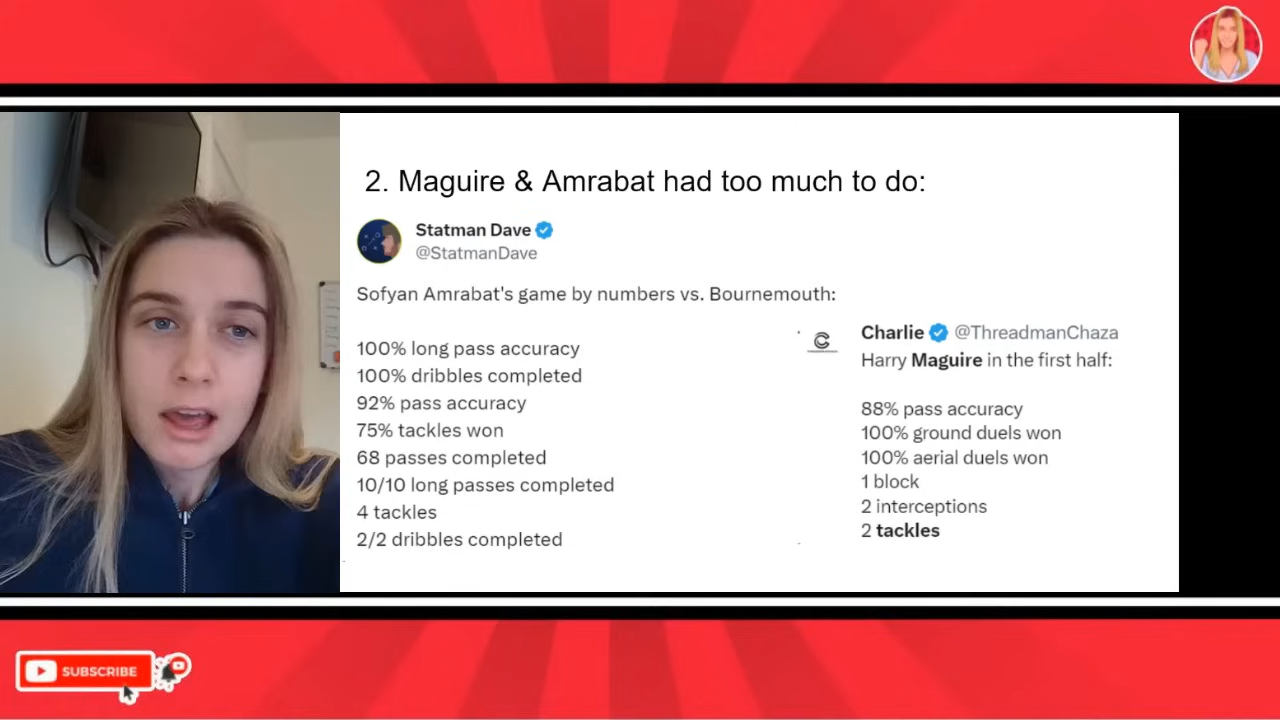 2. Maguire & Amrabat had too much to do:
Statman Dave
@StatmanDave
Sofyan Amrabat's game by numbers vs. Bournemouth:
100% long pass accuracy
100% dribbles completed
92% pass accuracy
75% tackles won
68 passes completed
10/10 long passes completed
4 tackles
2/2 dribbles completed
Charlie @ThreadmanChaza
Harry Maguire in the first half:
88% pass accuracy
100% ground duels won
100% aerial duels won
1 block
2 interceptions
2 tackles
SUBSCRIBE